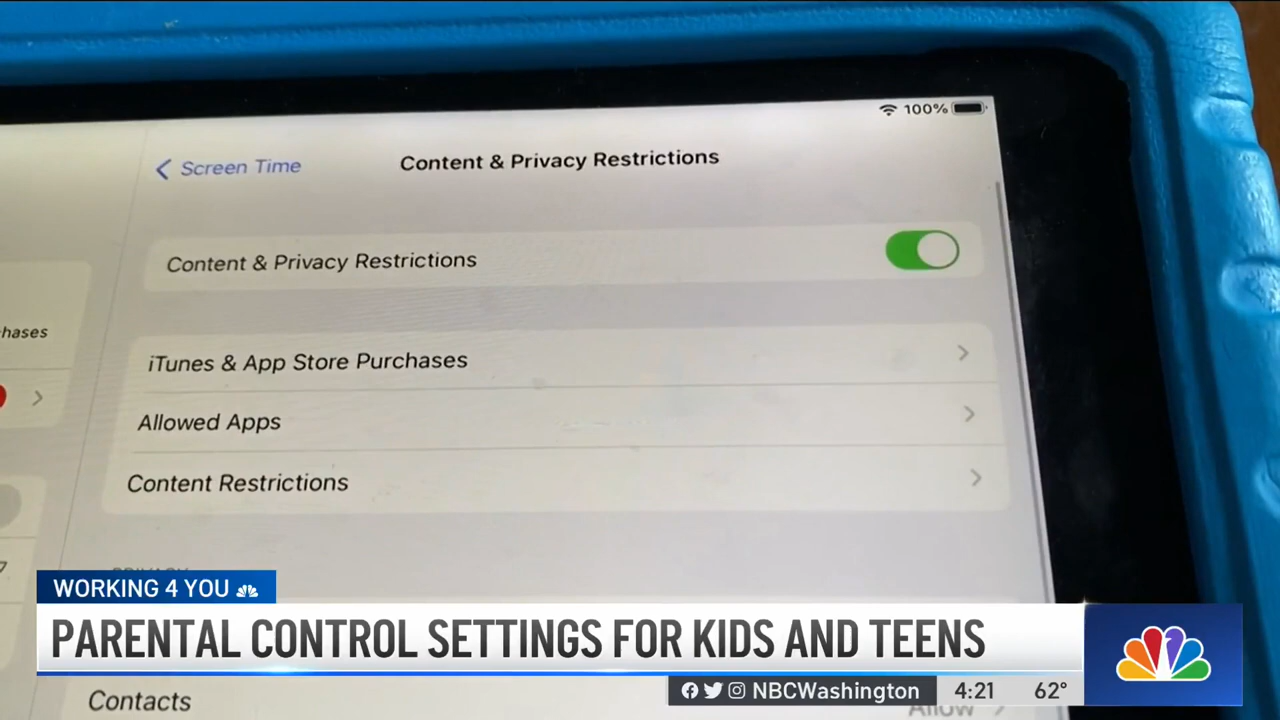 100%
Screen Time
Content & Privacy Restrictions
Content & Privacy Restrictions
hases
iTunes & App Store Purchases
Allowed Apps
Content Restrictions
WORKING 4 YOU
PARENTAL CONTROL SETTINGS FOR KIDS AND TEENS
NBCWashington 4:21 62°
Contacts
Allow